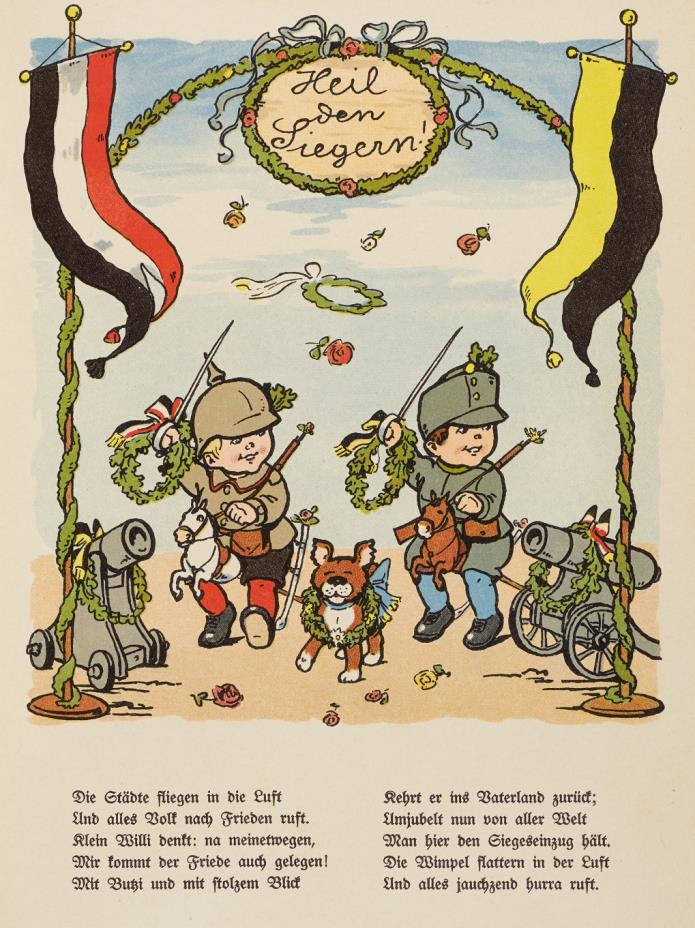 Heil
den
Siegern!
Die Städte fliegen in die Luft
Und alles Volk nach Frieden ruft.
Klein Willi denkt: na meinetwegen,
Mir kommt der Friede auch gelegen!
Mit Butzi und mit stolzem Blick
Kehrt er ins Vaterland zurück;
Umjubelt nun von aller Welt
Man hier den Siegeseinzug hält.
Die Wimpel flattern in der Luft
Und alles jauchzend hurra ruft.